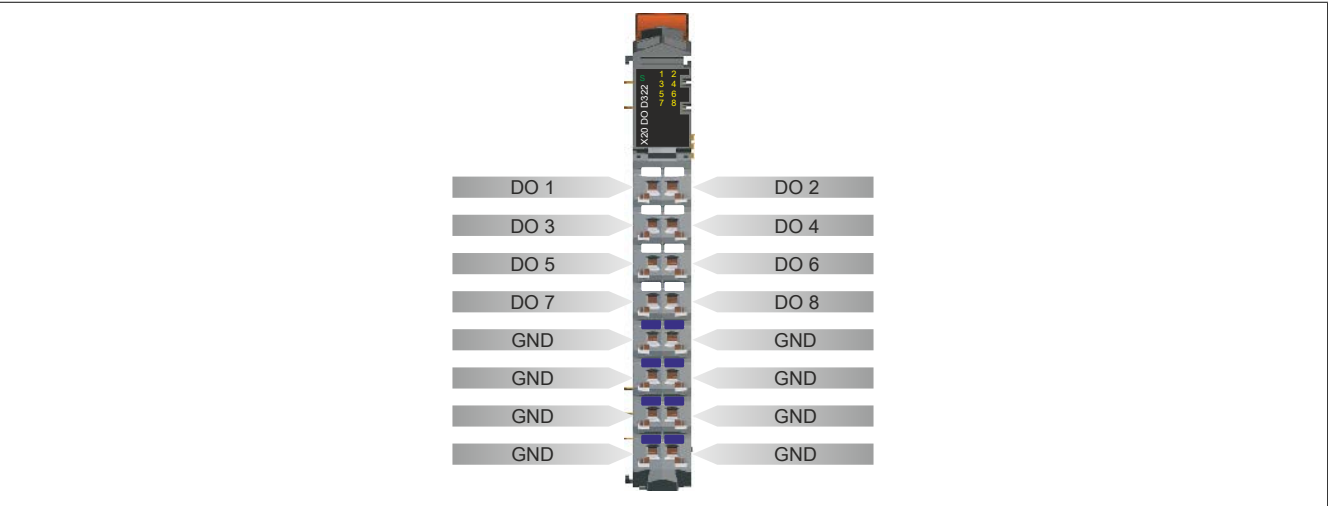 S 1 2
3 4
5 6
7 8
X20 DO D322
DO 1 DO 2
DO 3 DO 4
DO 5 DO 6
DO 7 DO 8
GND GND
GND GND
GND GND
GND GND